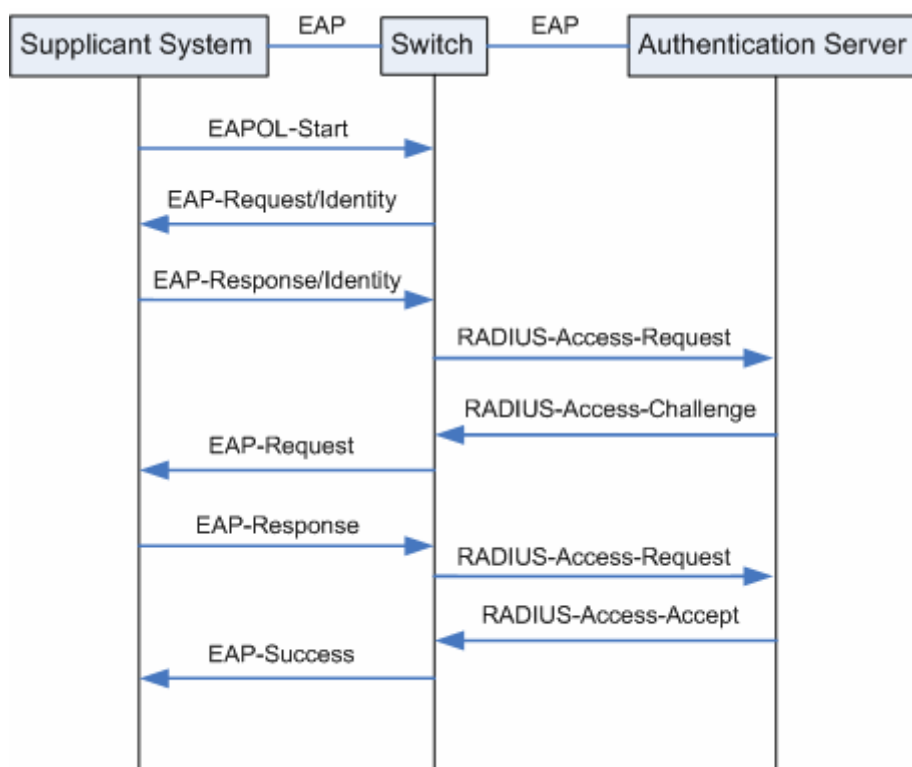 EAP
EAP
Supplicant System
Switch
Authentication Server
EAPOL-Start
EAP-Request/Identity
EAP-Response/Identity
RADIUS-Access-Request
RADIUS-Access-Challenge
EAP-Request
EAP-Response
RADIUS-Access-Request
RADIUS-Access-Accept
EAP-Success